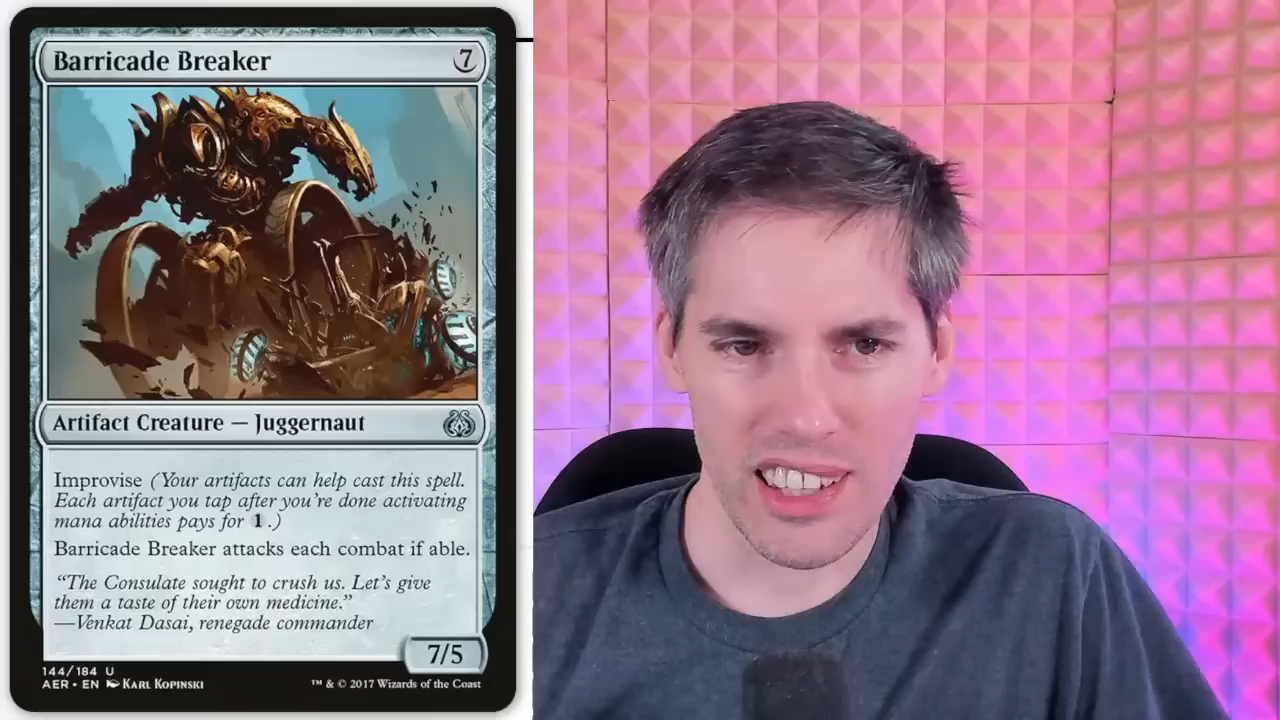 Barricade Breaker 7
Artifact Creature — Juggernaut
Improvise (Your artifacts can help cast this spell.
Each artifact you tap after you're done activating
mana abilities pays for 1.)
Barricade Breaker attacks each combat if able.
"The Consulate sought to crush us. Let's give
them a taste of their own medicine."
—Venkat Dasai, renegade commander
7/5
144/184 U
AER • EN Karl Kopinski ™ & © 2017 Wizards of the Coast